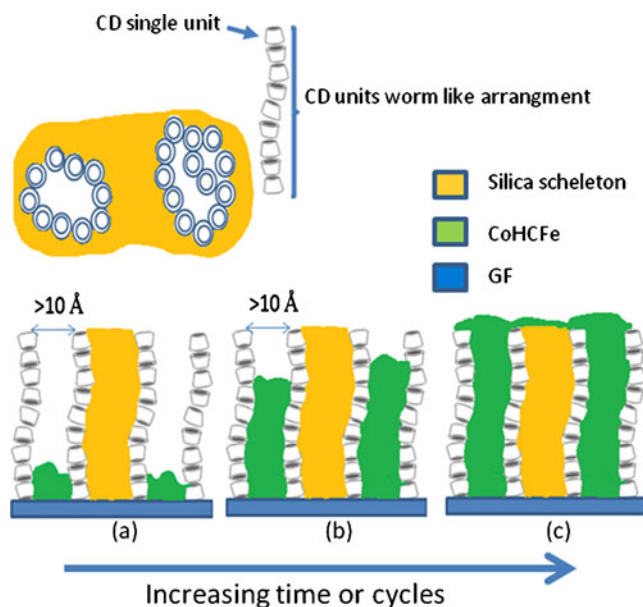 CD single unit
CD units worm like arrangment
Silica scheleton
CoHCFe
GF
>10 Å
>10 Å
(a)
(b)
(c)
Increasing time or cycles